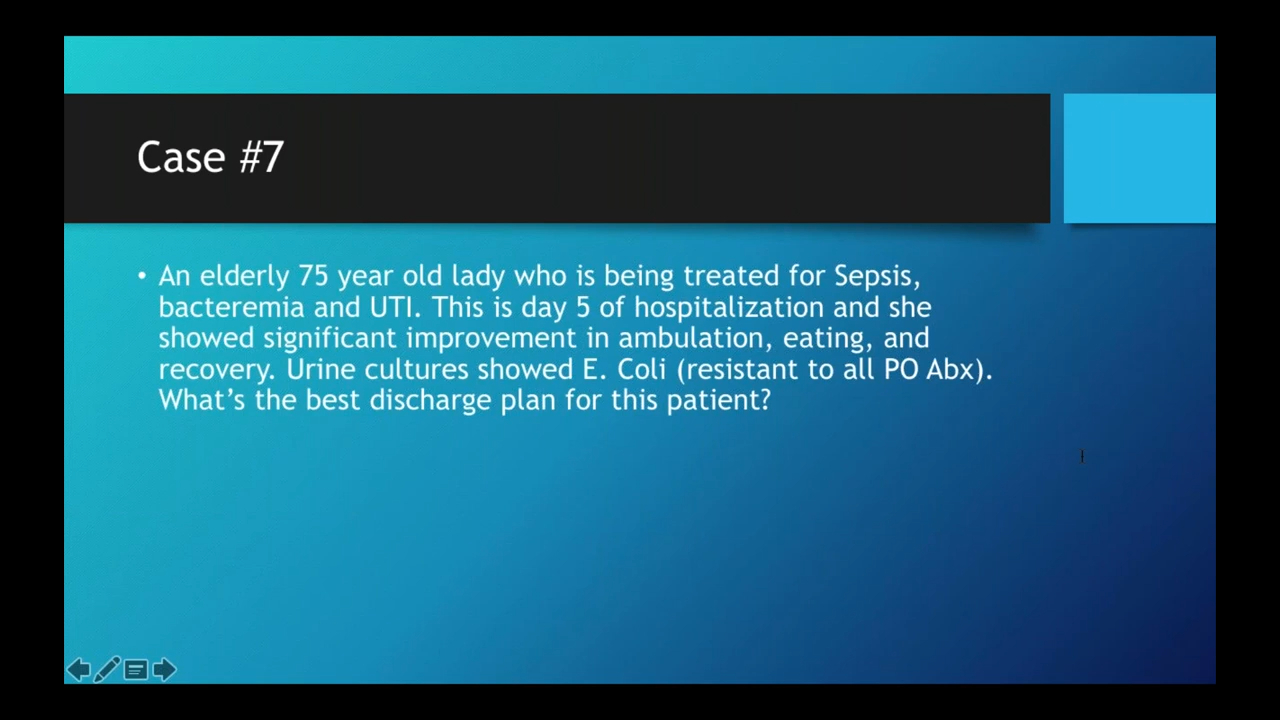 Case #7
• An elderly 75 year old lady who is being treated for Sepsis,
bacteremia and UTI. This is day 5 of hospitalization and she
showed significant improvement in ambulation, eating, and
recovery. Urine cultures showed E. Coli (resistant to all PO Abx).
What’s the best discharge plan for this patient?